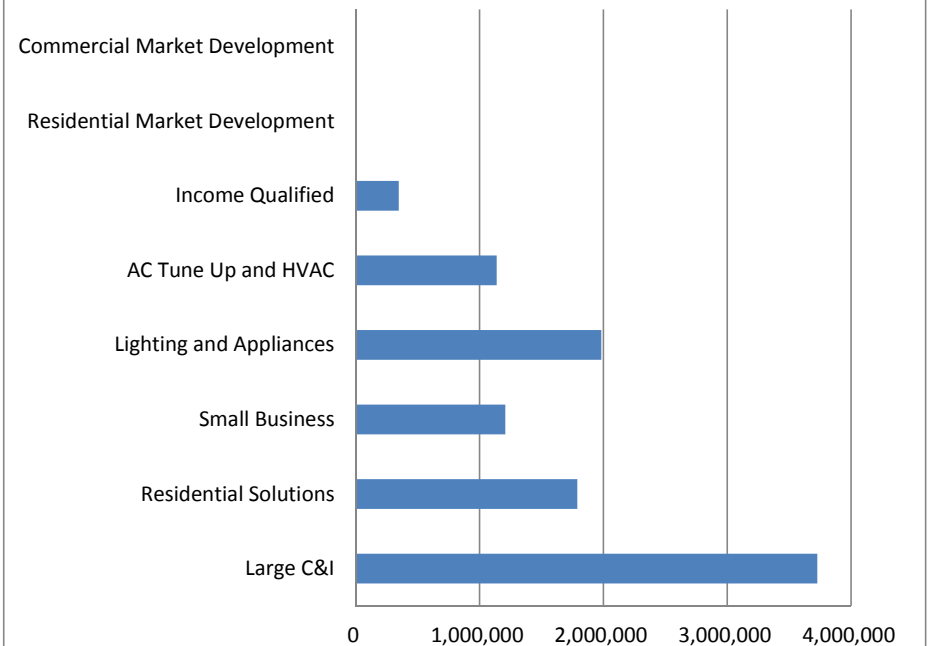 Commercial Market Development
Residential Market Development
Income Qualified
AC Tune Up and HVAC
Lighting and Appliances
Small Business
Residential Solutions
Large C&I
0 1,000,000 2,000,000 3,000,000 4,000,000